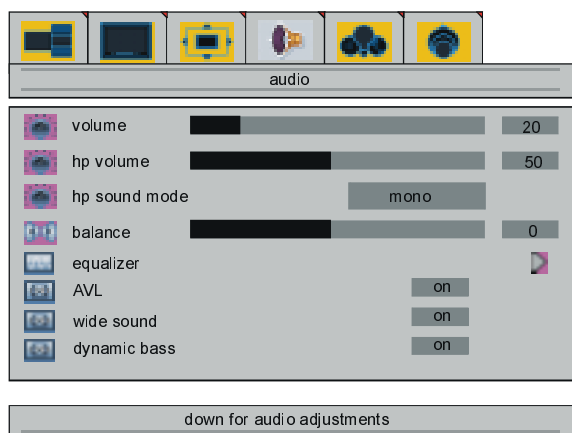 audio
volume 20
hp volume 50
hp sound mode mono
balance 0
equalizer
AVL on
wide sound on
dynamic bass on
down for audio adjustments